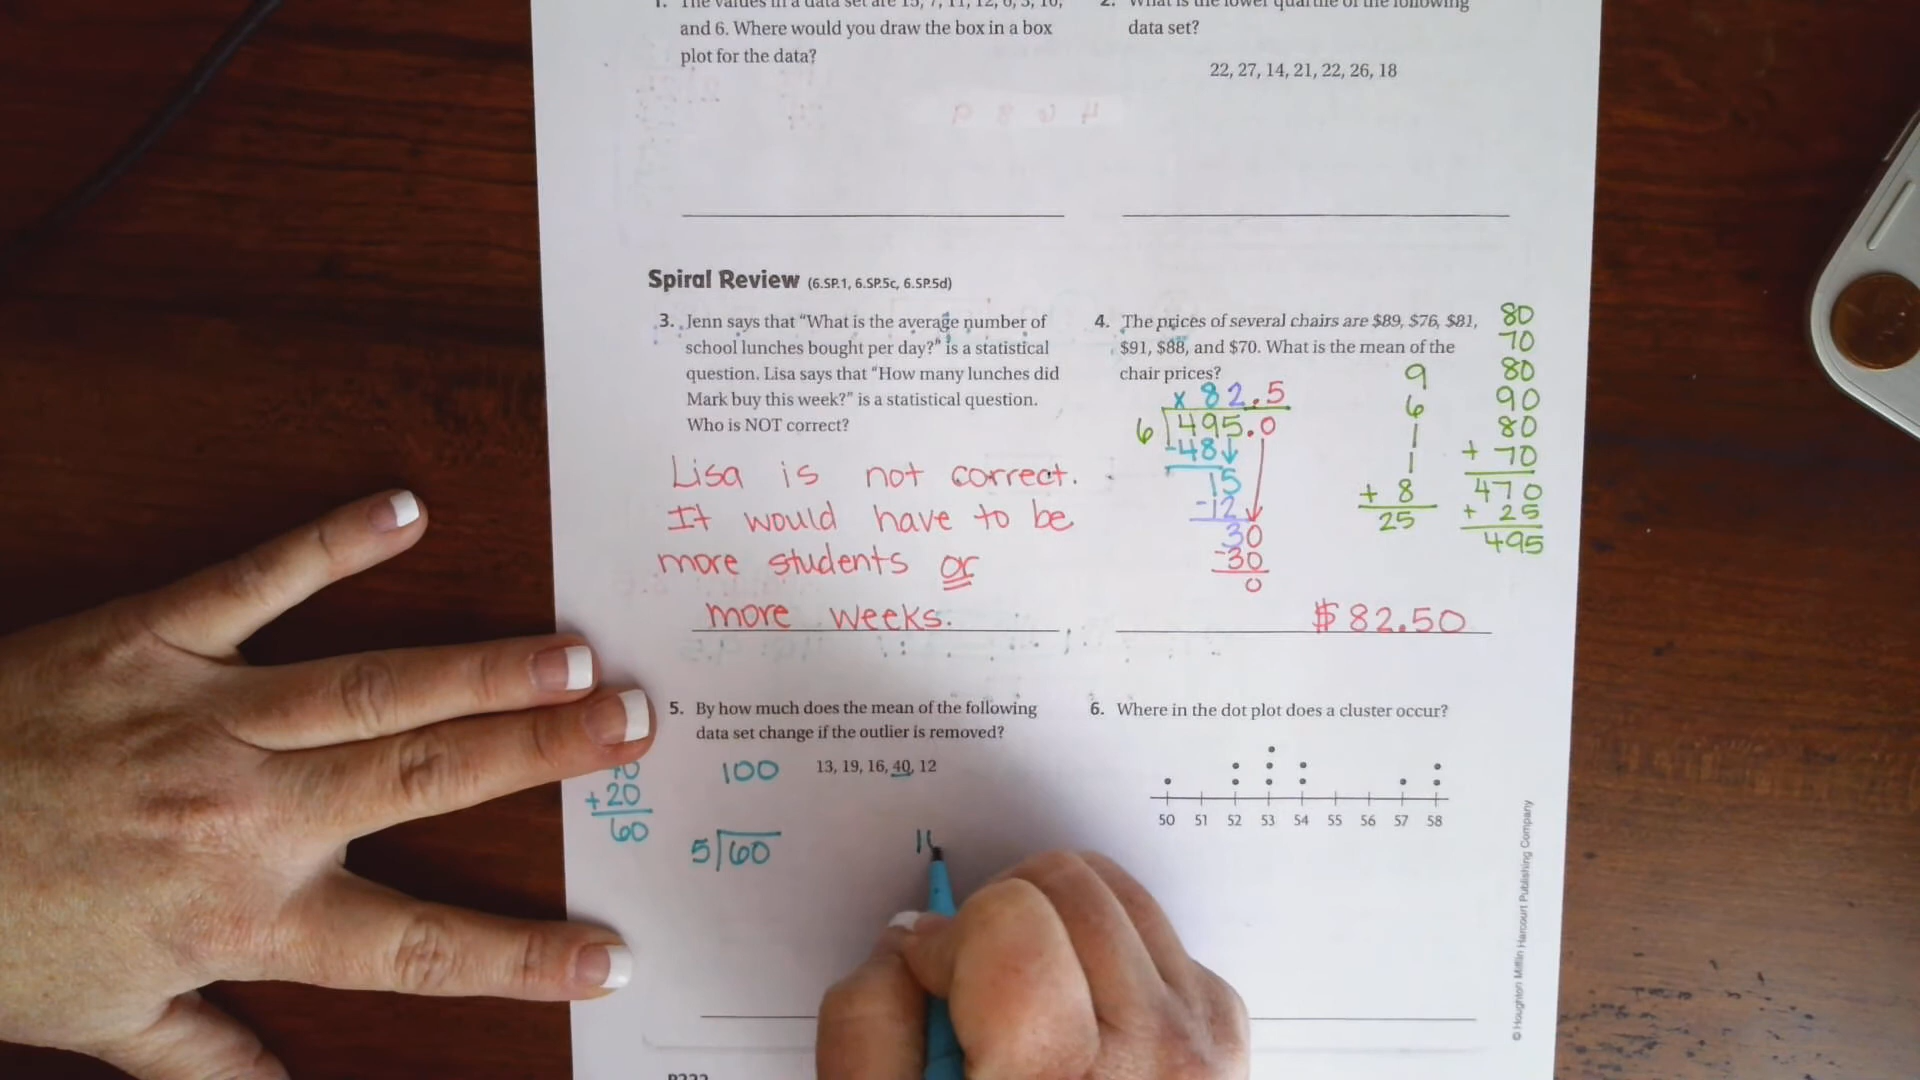 and 6. Where would you draw the box in a box
plot for the data?
data set?
22, 27, 14, 21, 22, 26, 18
Spiral Review (6.SP.1, 6.SP.5c, 6.SP.5d)
3. Jenn says that “What is the average number of
school lunches bought per day?” is a statistical
question. Lisa says that “How many lunches did
Mark buy this week?” is a statistical question.
Who is NOT correct?
Lisa is not correct.
It would have to be
more students or
more weeks.
4. The prices of several chairs are $89, $76, $81,
$91, $88, and $70. What is the mean of the
chair prices?
x 82.5
6 495.0
-48
15
-12
30
-30
0
9
6
1
1
+ 8
25
80
70
80
90
80
+ 70
470
+ 25
495
$82.50
5. By how much does the mean of the following
data set change if the outlier is removed?
100 13, 19, 16, 40, 12
+20
60
5 60
6. Where in the dot plot does a cluster occur?
50 51 52 53 54 55 56 57 58
© Houghton Mifflin Harcourt Publishing Company